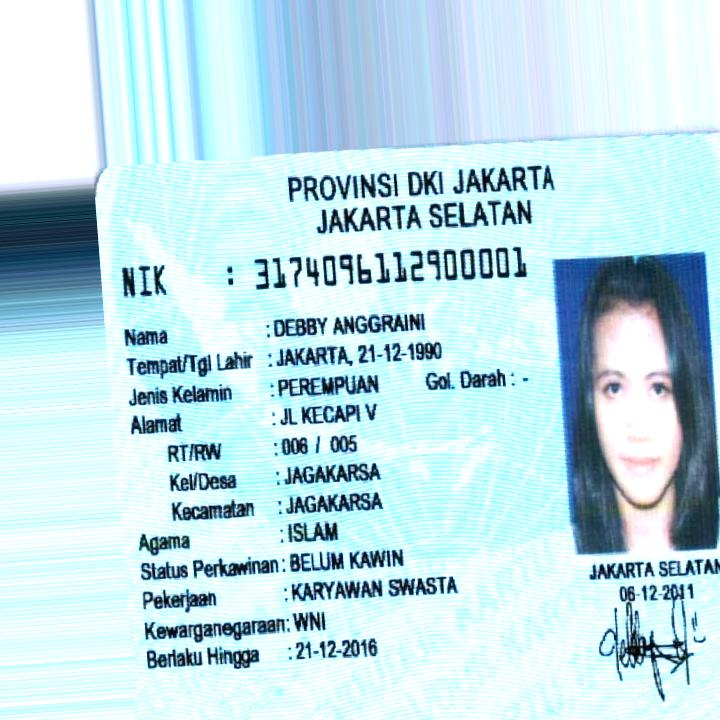 PROVINSI DKI JAKARTA
JAKARTA SELATAN
NIK : 3174096112900001
Nama : DEBBY ANGGRAINI
Tempat/Tgl Lahir : JAKARTA, 21-12-1990
Jenis Kelamin : PEREMPUAN Gol. Darah : -
Alamat : JL KECAPI V
RT/RW : 006 / 005
Kel/Desa : JAGAKARSA
Kecamatan : JAGAKARSA
Agama : ISLAM
Status Perkawinan : BELUM KAWIN
Pekerjaan : KARYAWAN SWASTA
Kewarganegaraan : WNI
Berlaku Hingga : 21-12-2016
JAKARTA SELATAN
06-12-2011